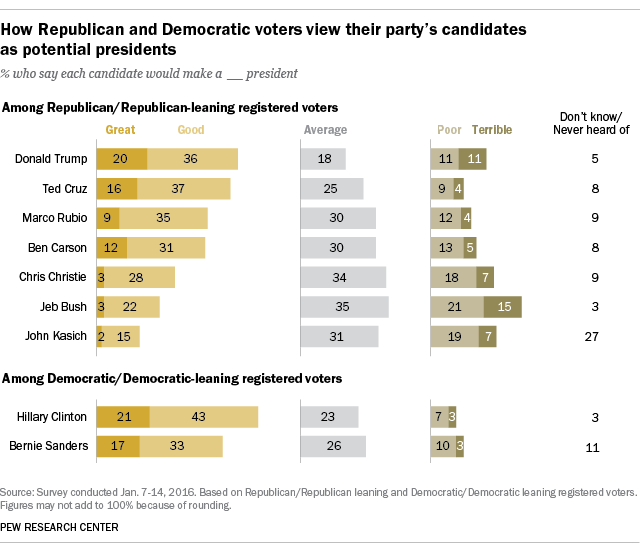 How Republican and Democratic voters view their party's candidates
as potential presidents
% who say each candidate would make a __ president
Among Republican/Republican-leaning registered voters
Great Good Average Poor Terrible Don't know/
Never heard of
Donald Trump 20 36 18 11 11 5
Ted Cruz 16 37 25 9 4 8
Marco Rubio 9 35 30 12 4 9
Ben Carson 12 31 30 13 5 8
Chris Christie 3 28 34 18 7 9
Jeb Bush 3 22 35 21 15 3
John Kasich 2 15 31 19 7 27
Among Democratic/Democratic-leaning registered voters
Hillary Clinton 21 43 23 7 3 3
Bernie Sanders 17 33 26 10 3 11
Source: Survey conducted Jan. 7-14, 2016. Based on Republican/Republican leaning and Democratic/Democratic leaning registered voters.
Figures may not add to 100% because of rounding.
PEW RESEARCH CENTER